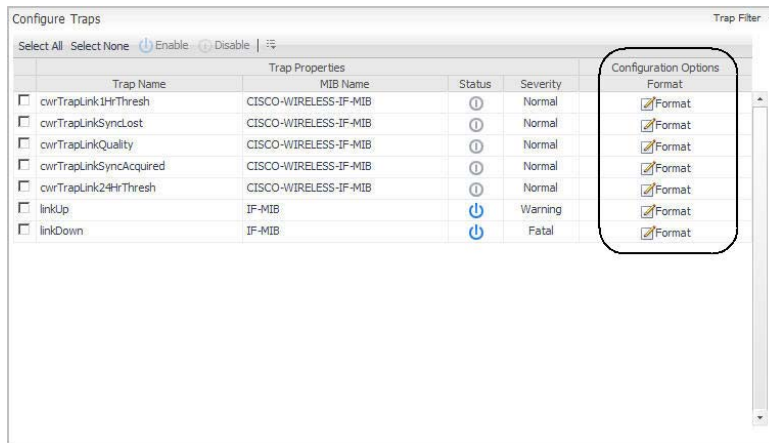 Configure Traps Trap Filter
Select All Select None Enable Disable
Trap Properties Configuration Options
Trap Name MIB Name Status Severity Format
cwrTrapLink1HrThresh CISCO-WIRELESS-IF-MIB Normal Format
cwrTrapLinkSyncLost CISCO-WIRELESS-IF-MIB Normal Format
cwrTrapLinkQuality CISCO-WIRELESS-IF-MIB Normal Format
cwrTrapLinkSyncAcquired CISCO-WIRELESS-IF-MIB Normal Format
cwrTrapLink24HrThresh CISCO-WIRELESS-IF-MIB Normal Format
linkUp IF-MIB Warning Format
linkDown IF-MIB Fatal Format